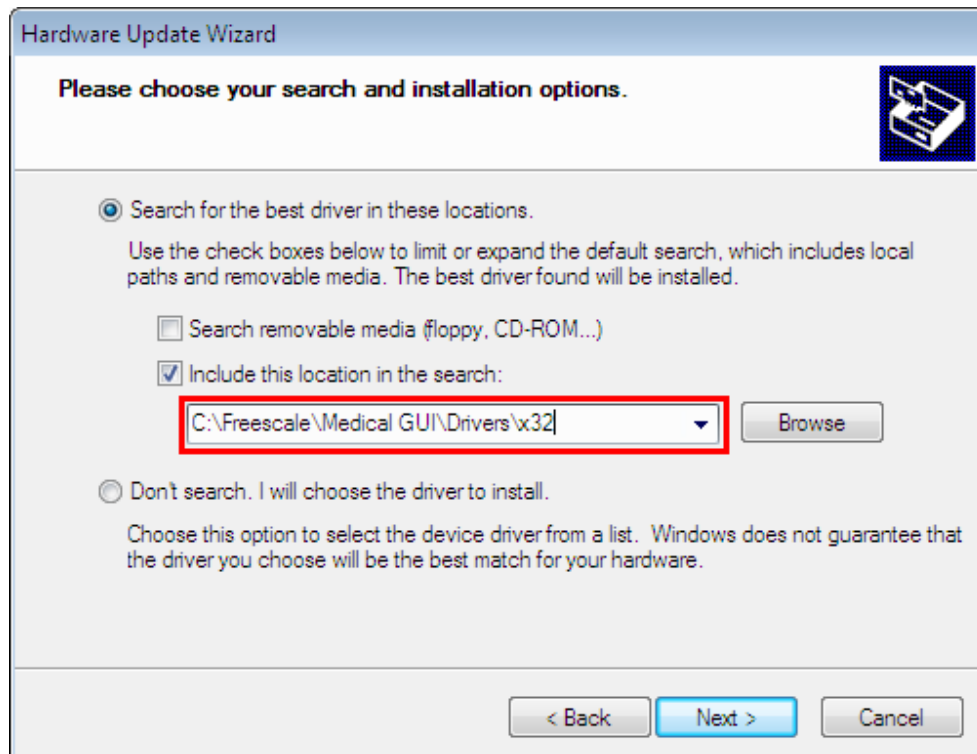 Hardware Update Wizard
Please choose your search and installation options.
Search for the best driver in these locations.
Use the check boxes below to limit or expand the default search, which includes local
paths and removable media. The best driver found will be installed.
Search removable media (floppy, CD-ROM...)
Include this location in the search:
C:\Freescale\Medical GUI\Drivers\x32
Browse
Don't search. I will choose the driver to install.
Choose this option to select the device driver from a list. Windows does not guarantee that
the driver you choose will be the best match for your hardware.
< Back Next > Cancel